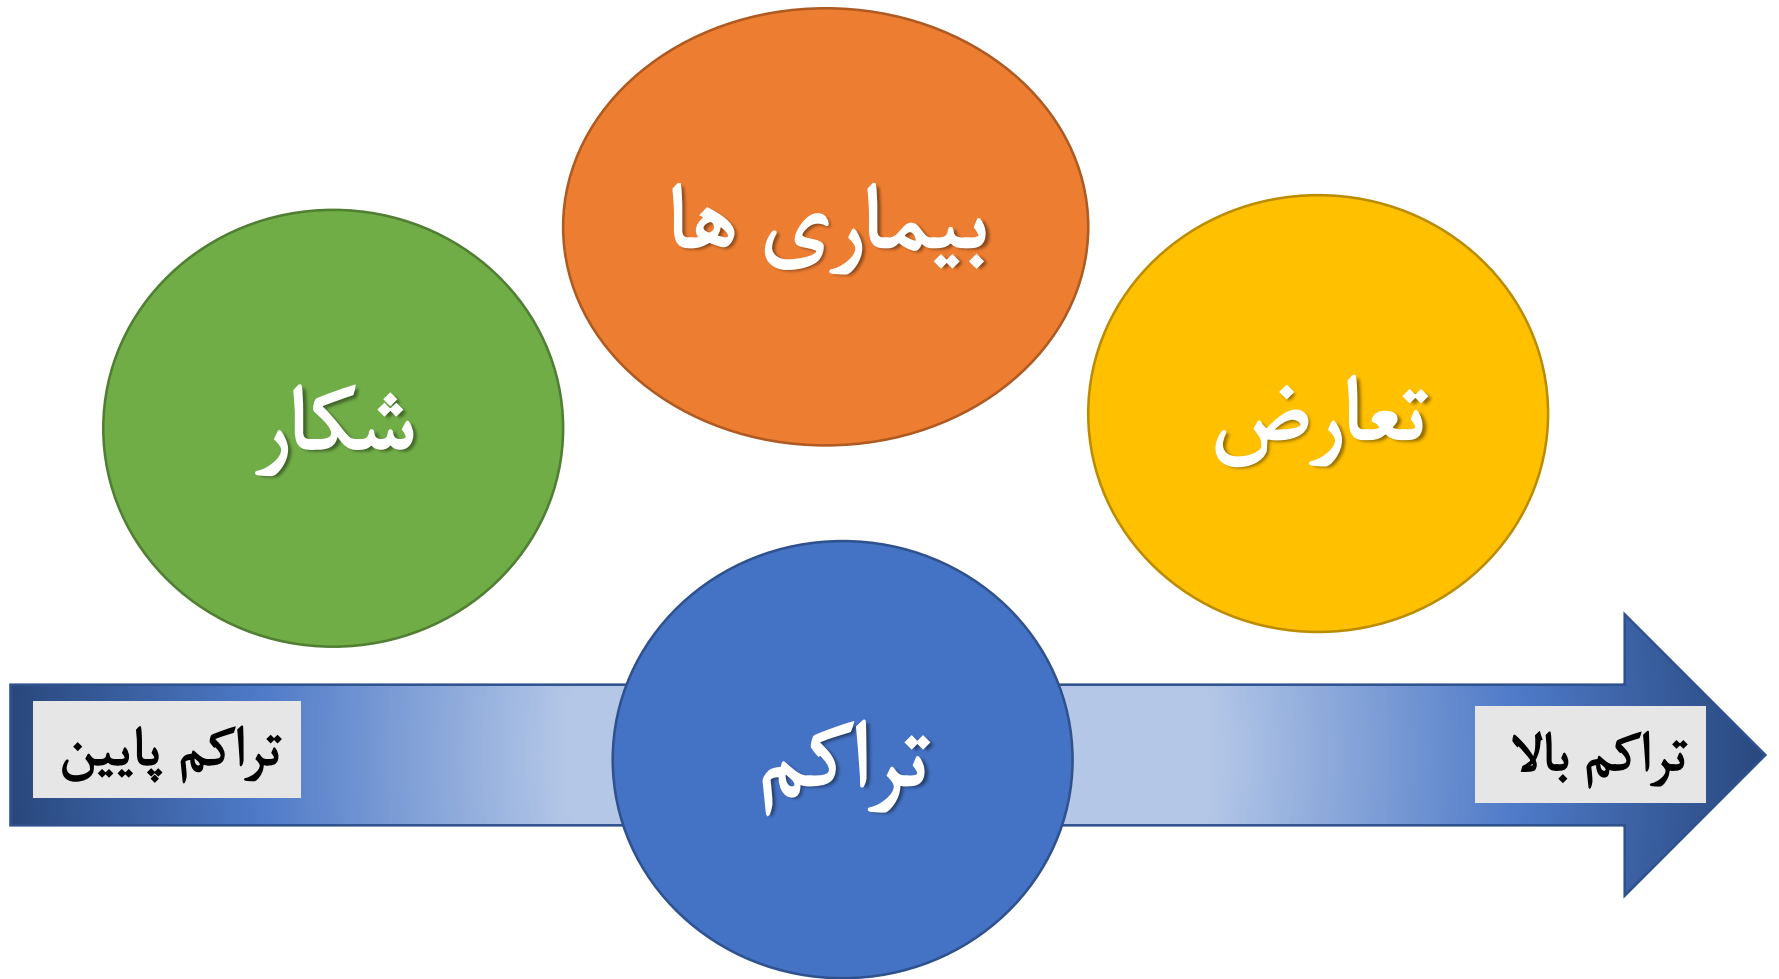 بیماری ها
تعارض
شکار
تراکم
تراکم بالا
تراکم پایین